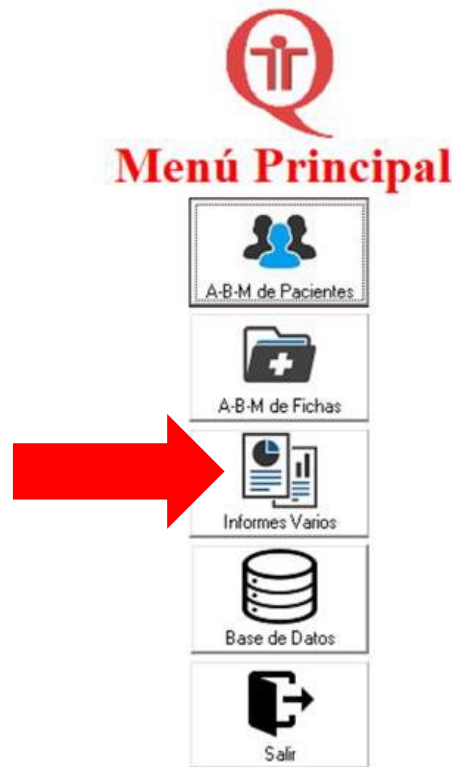 Menú Principal
A-B-M de Pacientes
A-B-M de Fichas
Informes Varios
Base de Datos
Salir